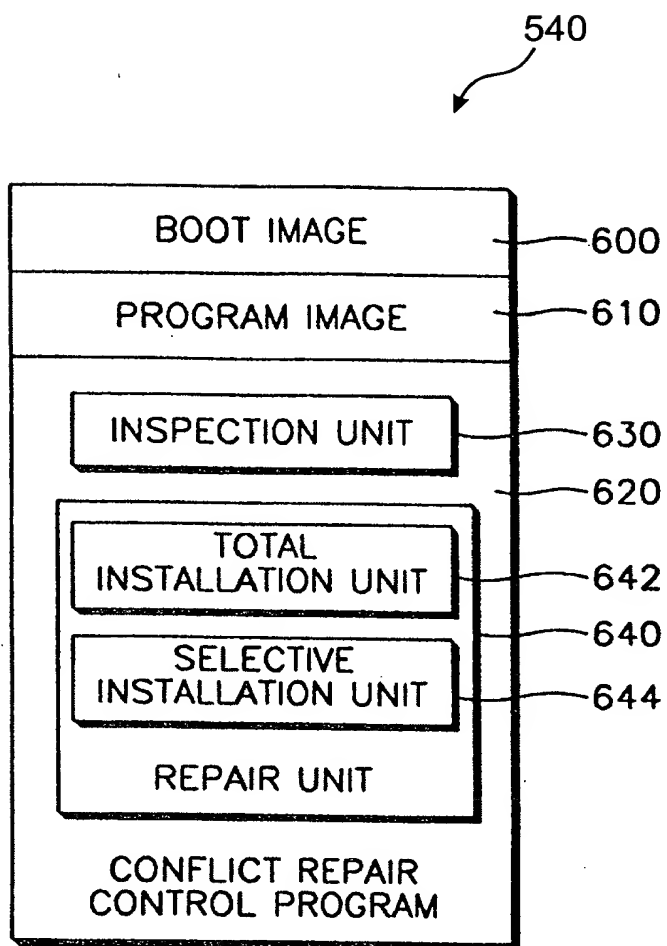 540
BOOT IMAGE
600
PROGRAM IMAGE
610
INSPECTION UNIT
630
620
TOTAL
INSTALLATION UNIT
642
640
SELECTIVE
INSTALLATION UNIT
644
REPAIR UNIT
CONFLICT REPAIR
CONTROL PROGRAM